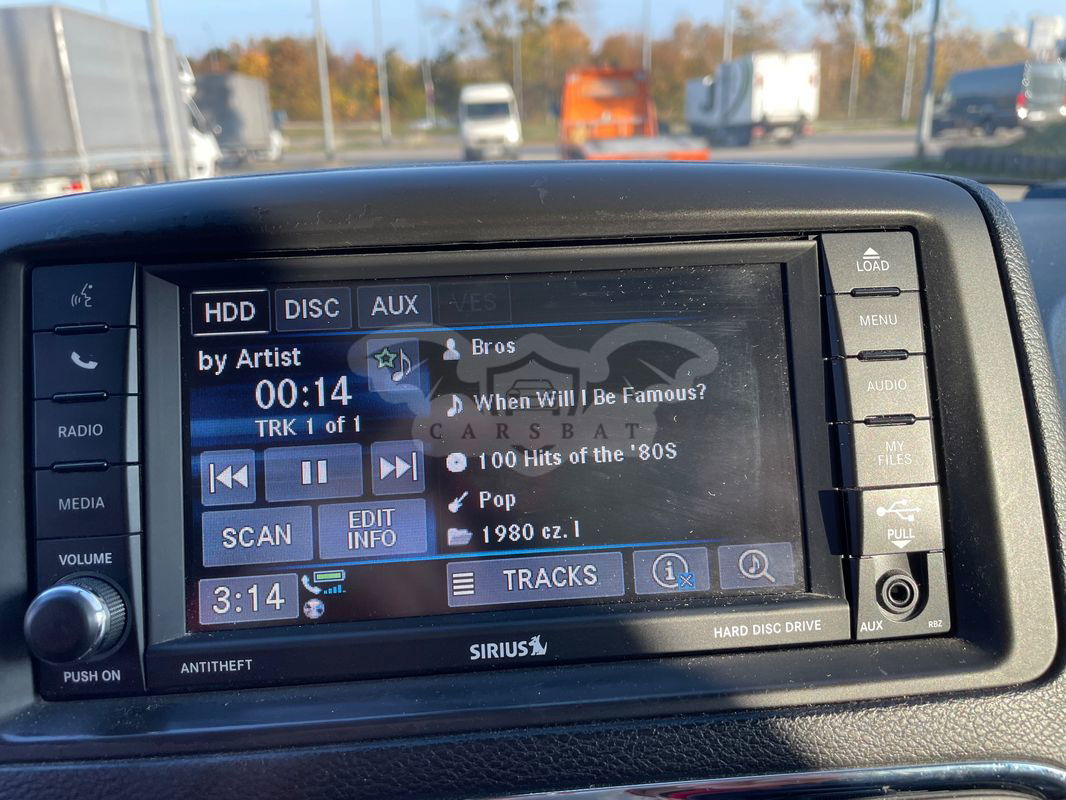 LOAD
HDD DISC AUX VES
MENU
by Artist
Bros
00:14
AUDIO
When Will I Be Famous?
TRK 1 of 1
RADIO
CARSBAT
MY
FILES
100 Hits of the '80S
MEDIA
Pop
SCAN
EDIT
INFO
1980 cz. I
PULL
VOLUME
TRACKS
3:14
AUX
RBZ
HARD DISC DRIVE
SIRIUS
ANTITHEFT
PUSH ON